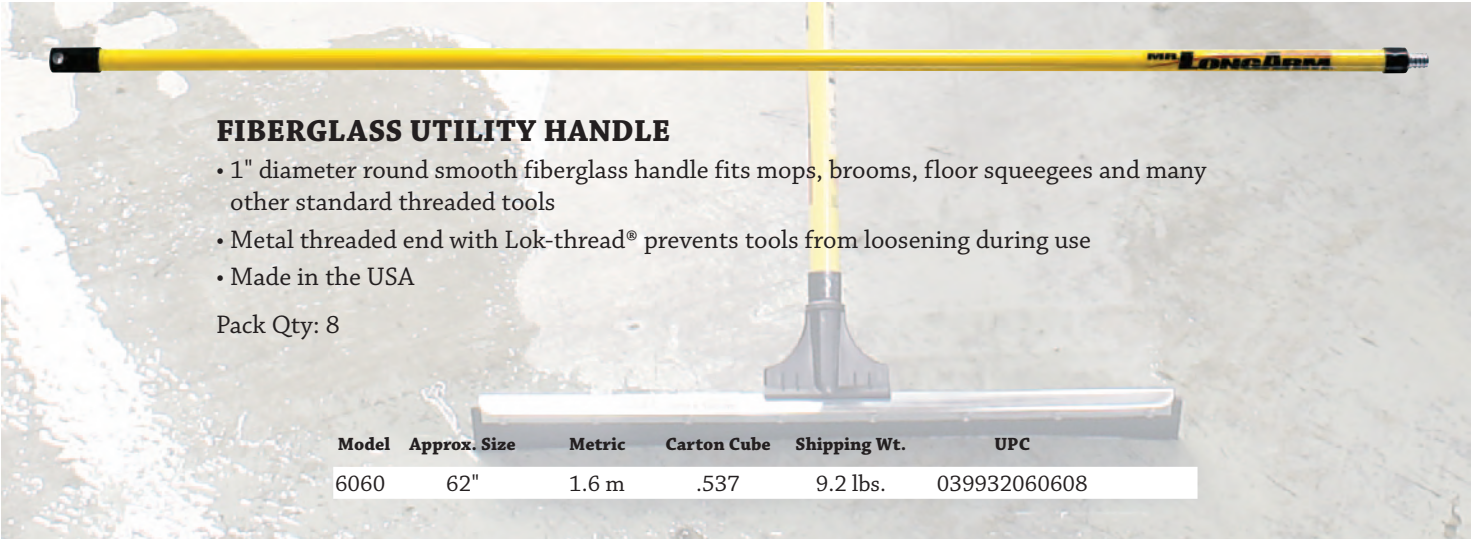 MR. LONGARM
FIBERGLASS UTILITY HANDLE
• 1" diameter round smooth fiberglass handle fits mops, brooms, floor squeegees and many
other standard threaded tools
• Metal threaded end with Lok-thread® prevents tools from loosening during use
• Made in the USA
Pack Qty: 8
Model Approx. Size Metric Carton Cube Shipping Wt. UPC
6060 62" 1.6 m .537 9.2 lbs. 039932060608